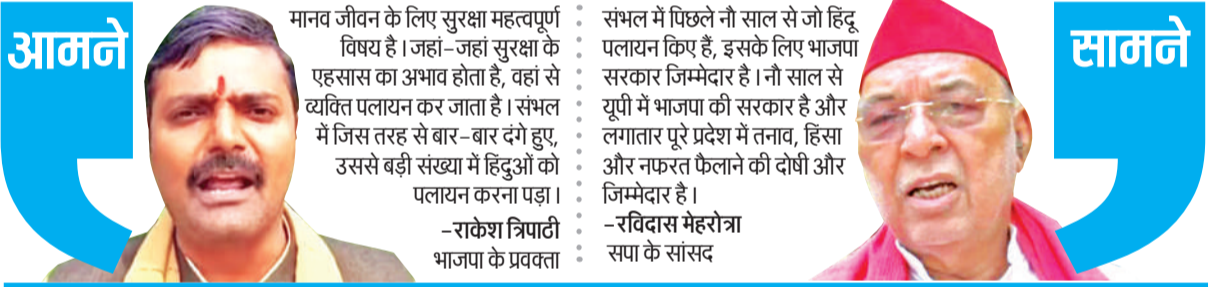 आमने
मानव जीवन के लिए सुरक्षा महत्वपूर्ण
विषय है। जहां-जहां सुरक्षा के
एहसास का अभाव होता है, वहां से
व्यक्ति पलायन कर जाता है। संभल
में जिस तरह से बार-बार दंगे हुए,
उससे बड़ी संख्या में हिंदुओं को
पलायन करना पड़ा।
-राकेश त्रिपाठी
भाजपा के प्रवक्ता
संभल में पिछले नौ साल से जो हिंदू
पलायन किए हैं, इसके लिए भाजपा
सरकार जिम्मेदार है। नौ साल से
यूपी में भाजपा की सरकार है और
लगातार पूरे प्रदेश में तनाव, हिंसा
और नफरत फैलाने की दोषी और
जिम्मेदार है।
-रविदास मेहरोत्रा
सपा के सांसद
सामने